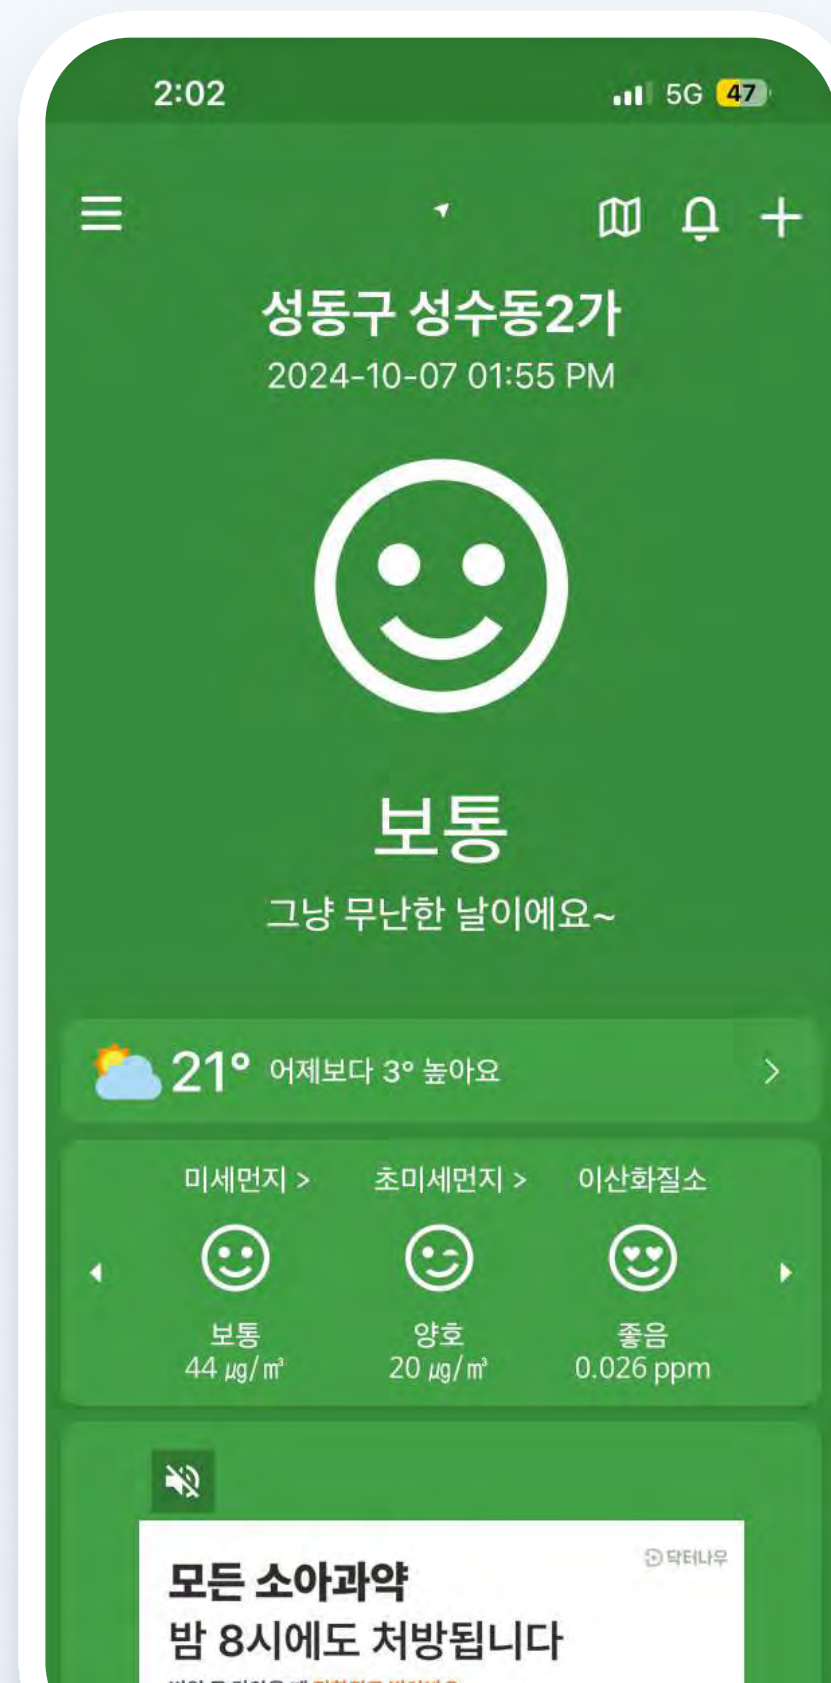 2:02
5G 47
성동구 성수동2가
2024-10-07 01:55 PM
보통
그냥 무난한 날이에요~
21° 어제보다 3° 높아요 >
미세먼지 > 초미세먼지 > 이산화질소
보통 양호 좋음
44 ㎍/㎥ 20 ㎍/㎥ 0.026 ppm
닥터나우
모든 소아과약
밤 8시에도 처방됩니다